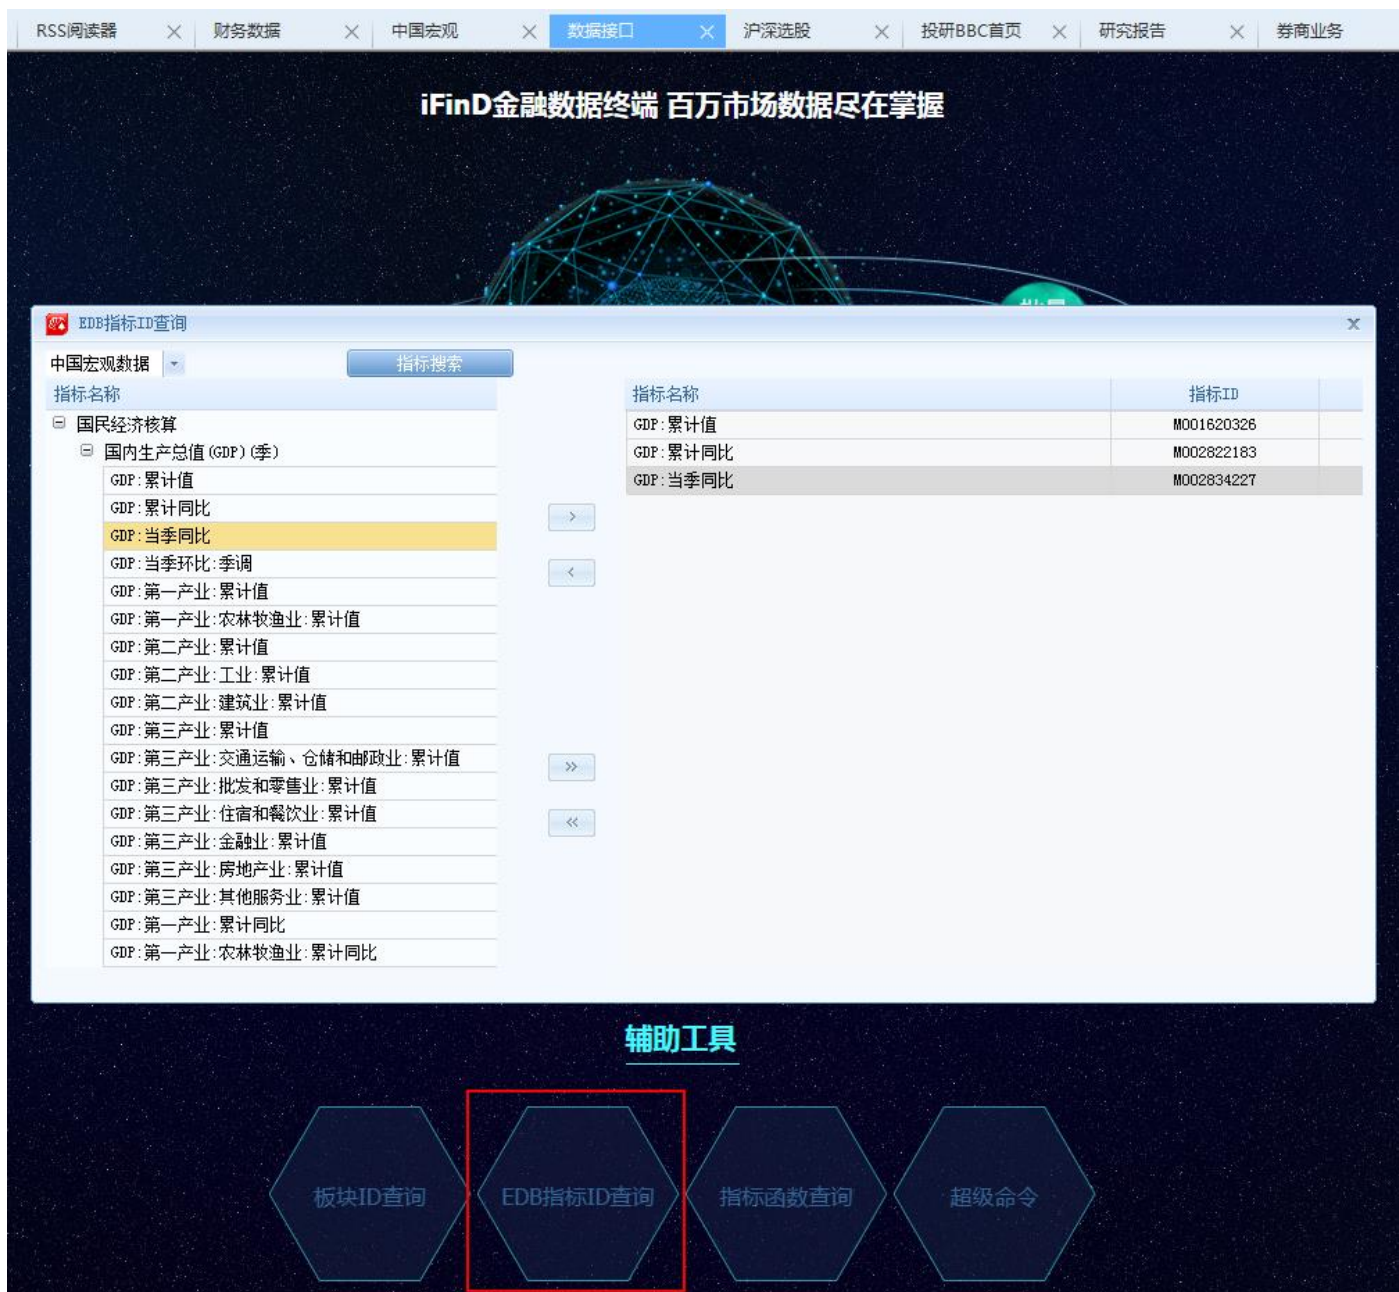 RSS阅读器 财务数据 中国宏观 数据接口 沪深选股 投研BBC首页 研究报告 券商业务
iFinD金融数据终端 百万市场数据尽在掌握
EDB指标ID查询
中国宏观数据 指标搜索
指标名称 指标名称 指标ID
国民经济核算 GDP:累计值 M001620326
国内生产总值(GDP)(季) GDP:累计同比 M002822183
GDP:累计值 GDP:当季同比 M002834227
GDP:累计同比
GDP:当季同比
GDP:当季环比:季调
GDP:第一产业:累计值
GDP:第一产业:农林牧渔业:累计值
GDP:第二产业:累计值
GDP:第二产业:工业:累计值
GDP:第二产业:建筑业:累计值
GDP:第三产业:累计值
GDP:第三产业:交通运输、仓储和邮政业:累计值
GDP:第三产业:批发和零售业:累计值
GDP:第三产业:住宿和餐饮业:累计值
GDP:第三产业:金融业:累计值
GDP:第三产业:房地产业:累计值
GDP:第三产业:其他服务业:累计值
GDP:第一产业:累计同比
GDP:第一产业:农林牧渔业:累计同比
辅助工具
板块ID查询 EDB指标ID查询 指标函数查询 超级命令